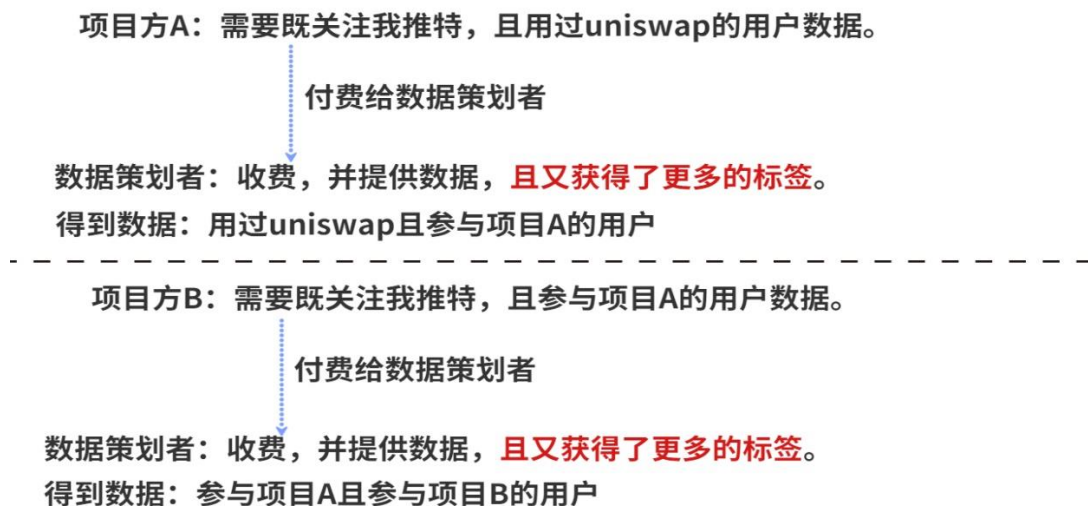 项目方A：需要既关注我推特，且用过uniswap的用户数据。
付费给数据策划者
数据策划者：收费，并提供数据，且又获得了更多的标签。
得到数据：用过uniswap且参与项目A的用户
项目方B：需要既关注我推特，且参与项目A的用户数据。
付费给数据策划者
数据策划者：收费，并提供数据，且又获得了更多的标签。
得到数据：参与项目A且参与项目B的用户